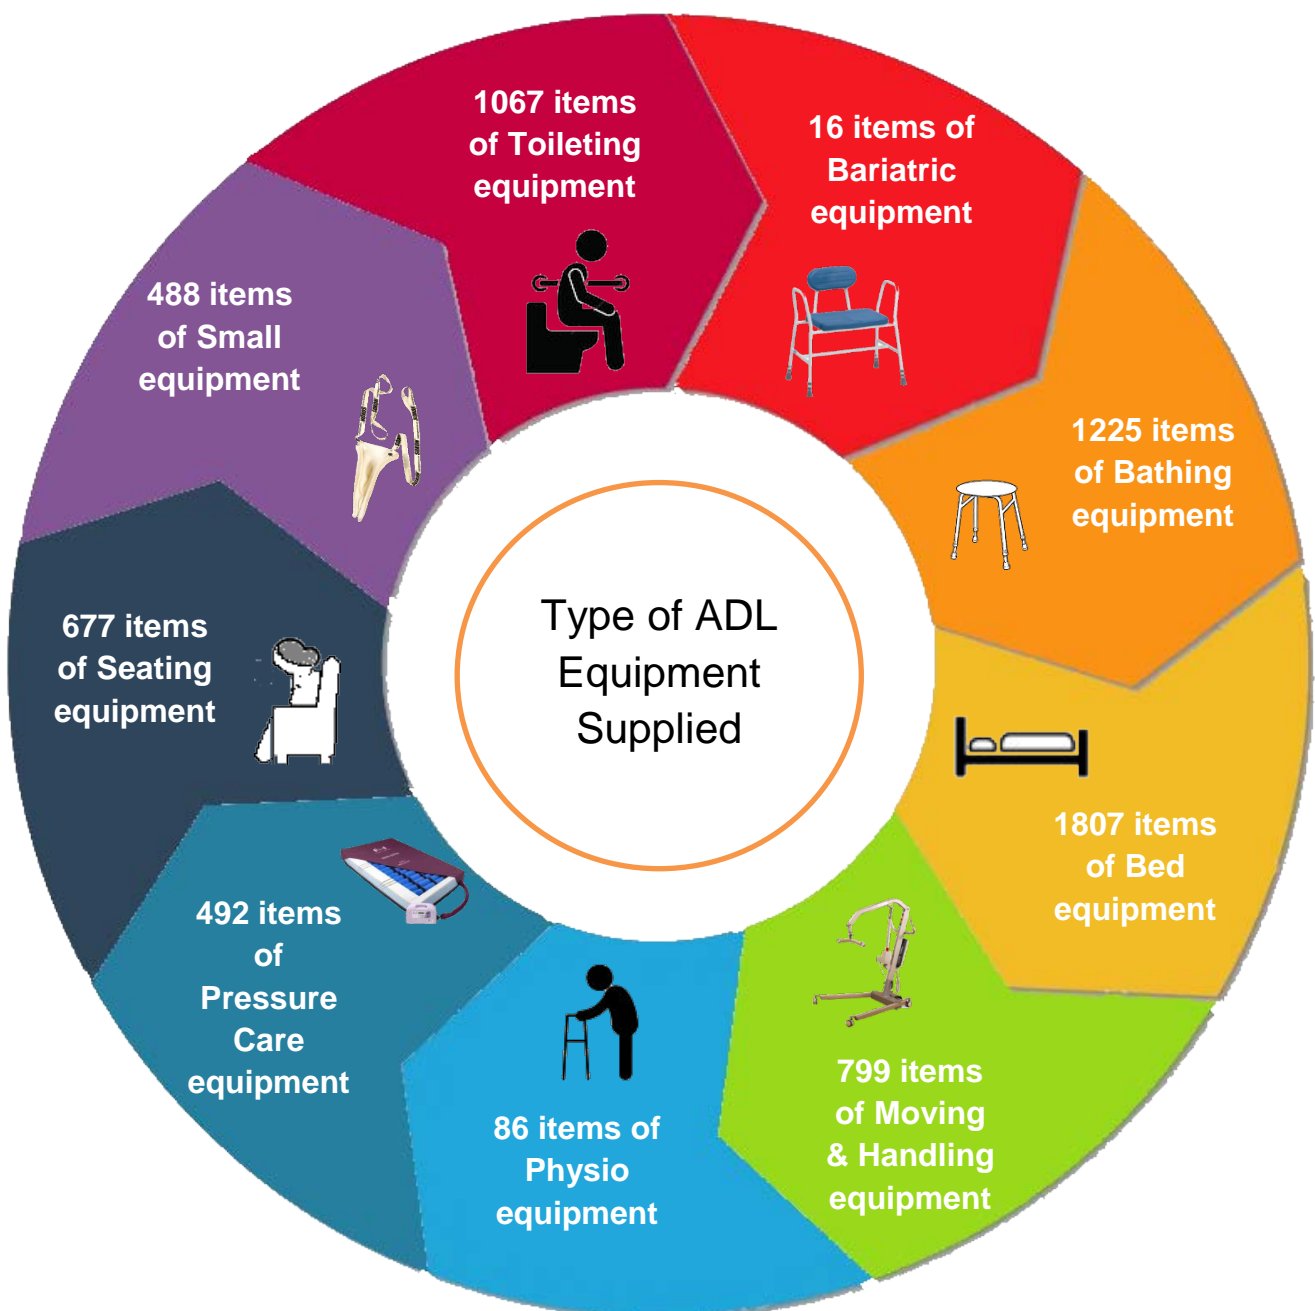 1067 items
of Toileting
equipment
16 items of
Bariatric
equipment
1225 items
of Bathing
equipment
1807 items
of Bed
equipment
799 items
of Moving
& Handling
equipment
86 items of
Physio
equipment
492 items
of
Pressure
Care
equipment
677 items
of Seating
equipment
488 items
of Small
equipment
Type of ADL
Equipment
Supplied